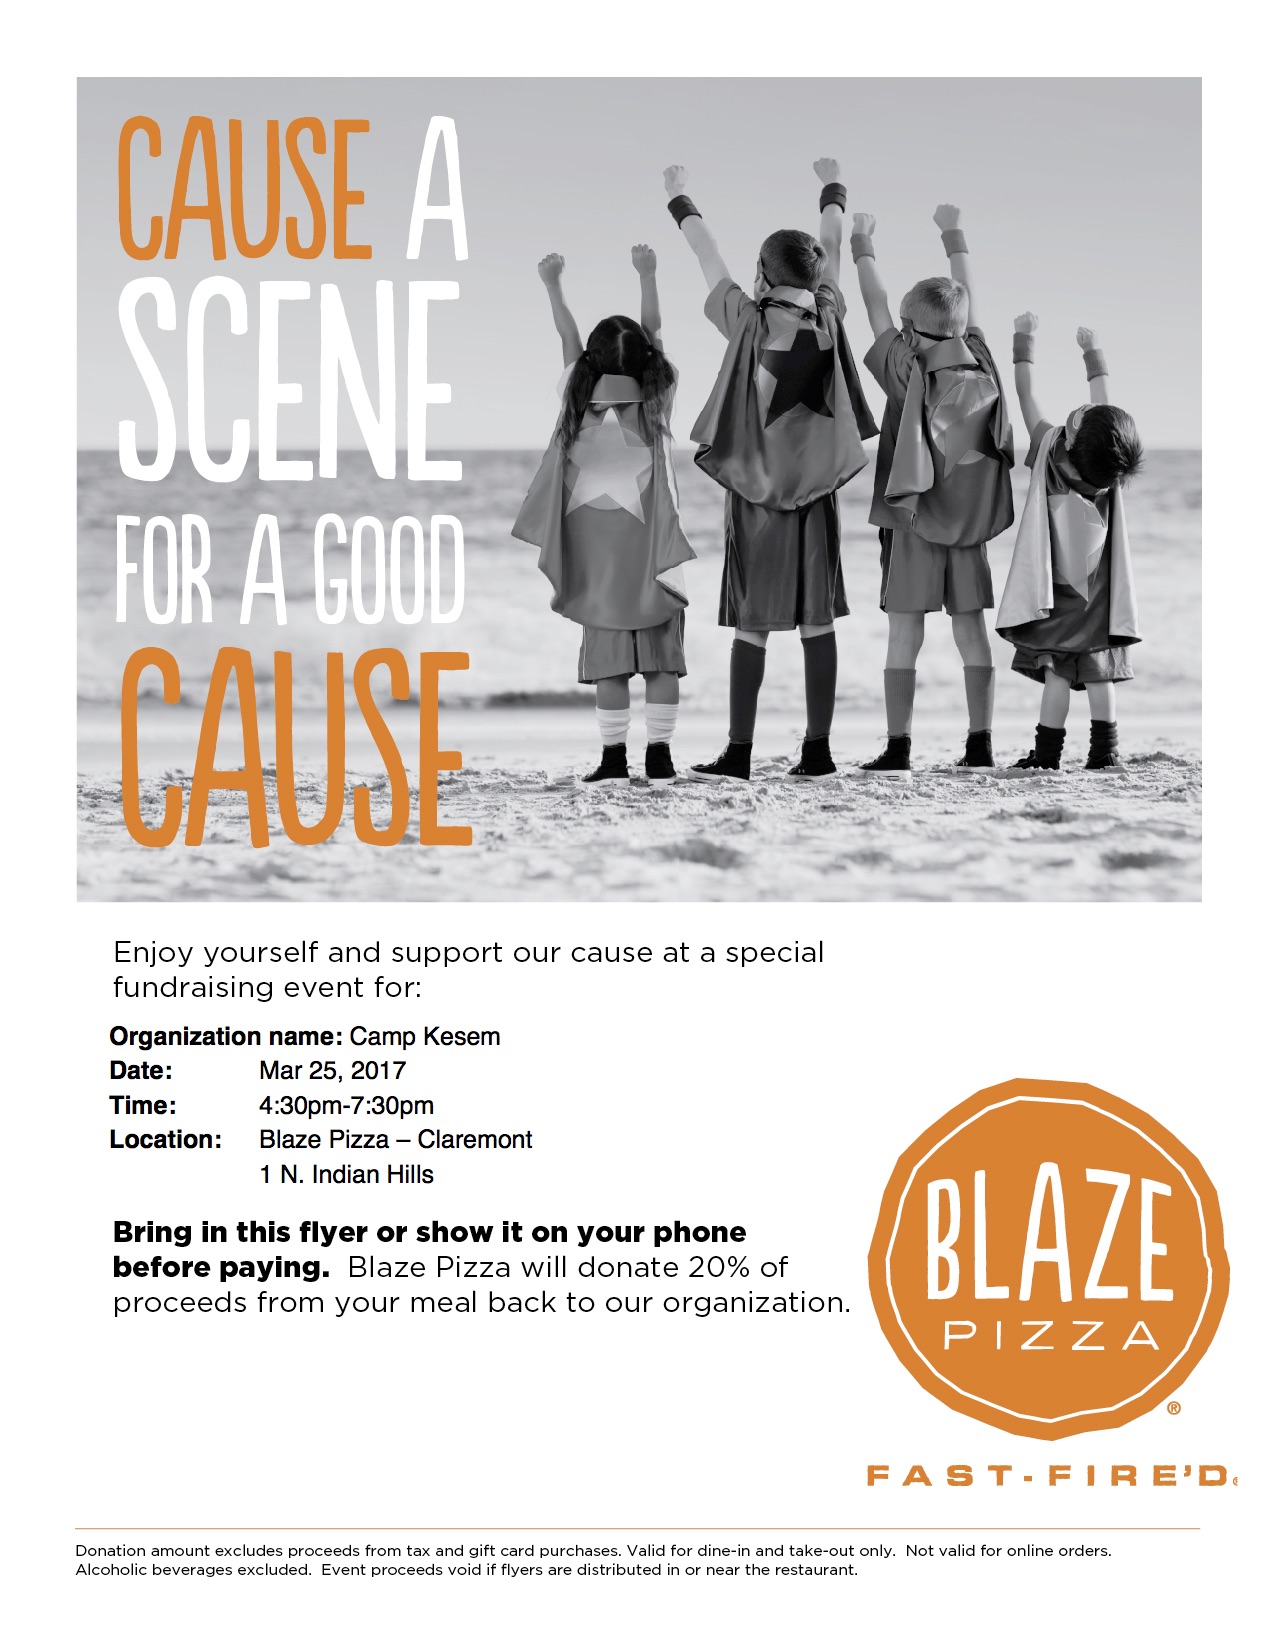 CAUSE A
SCENE
FOR A GOOD
CAUSE
Enjoy yourself and support our cause at a special
fundraising event for:
Organization name: Camp Kesem
Date: Mar 25, 2017
Time: 4:30pm-7:30pm
Location: Blaze Pizza – Claremont
1 N. Indian Hills
Bring in this flyer or show it on your phone
before paying. Blaze Pizza will donate 20% of
proceeds from your meal back to our organization.
BLAZE
PIZZA
®
FAST-FIRE'D
Donation amount excludes proceeds from tax and gift card purchases. Valid for dine-in and take-out only. Not valid for online orders.
Alcoholic beverages excluded. Event proceeds void if flyers are distributed in or near the restaurant.